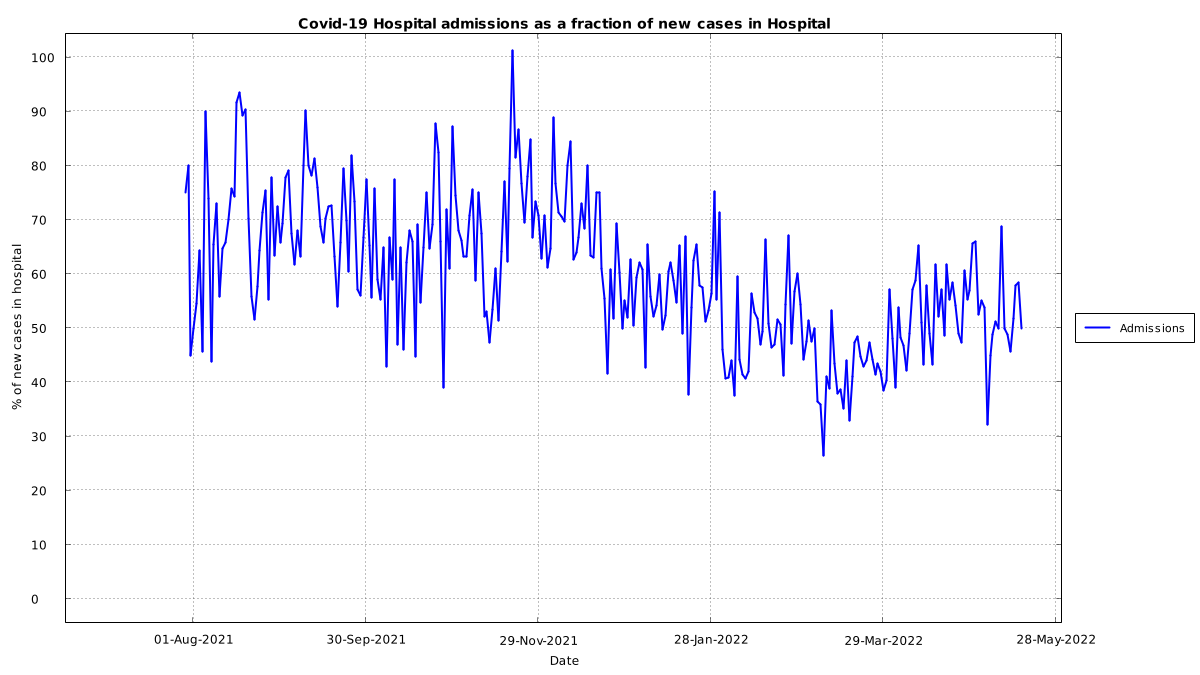 Covid-19 Hospital admissions as a fraction of new cases in Hospital
% of new cases in hospital
100
90
80
70
60
50
40
30
20
10
0
01-Aug-2021
30-Sep-2021
29-Nov-2021
28-Jan-2022
29-Mar-2022
28-May-2022
Date
Admissions